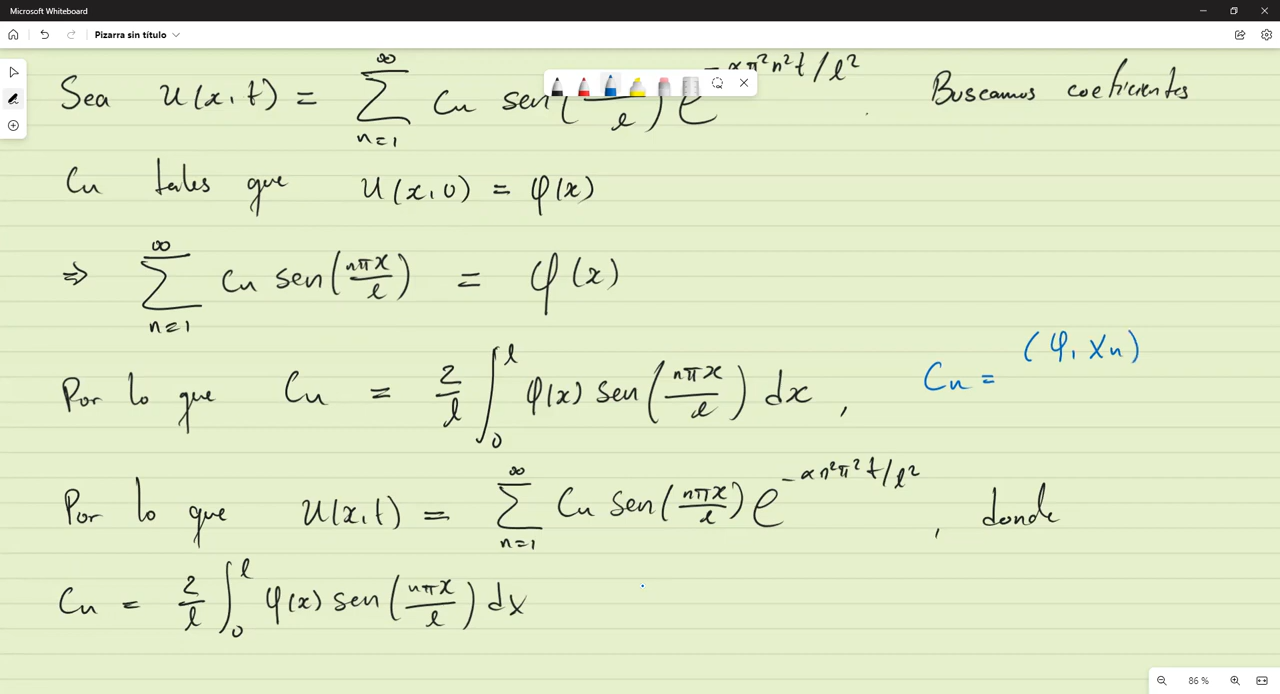 Microsoft Whiteboard
Pizarra sin título
Sea u(x,t) = ∑_{n=1}^{∞} Cn sen( /l) e^{-απ²n²t/l²} Buscamos coeficientes
Cn tales que u(x,0) = φ(x)
⇒ ∑_{n=1}^{∞} Cn sen(nπx/l) = φ(x)
Por lo que Cn = 2/l ∫_0^l φ(x) sen(nπx/l) dx ,
Cn = (φ, Xn)
Por lo que u(x,t) = ∑_{n=1}^{∞} Cn sen(nπx/l) e^{-αn²π²t/l²} , donde
Cn = 2/l ∫_0^l φ(x) sen(nπx/l) dx
86 %